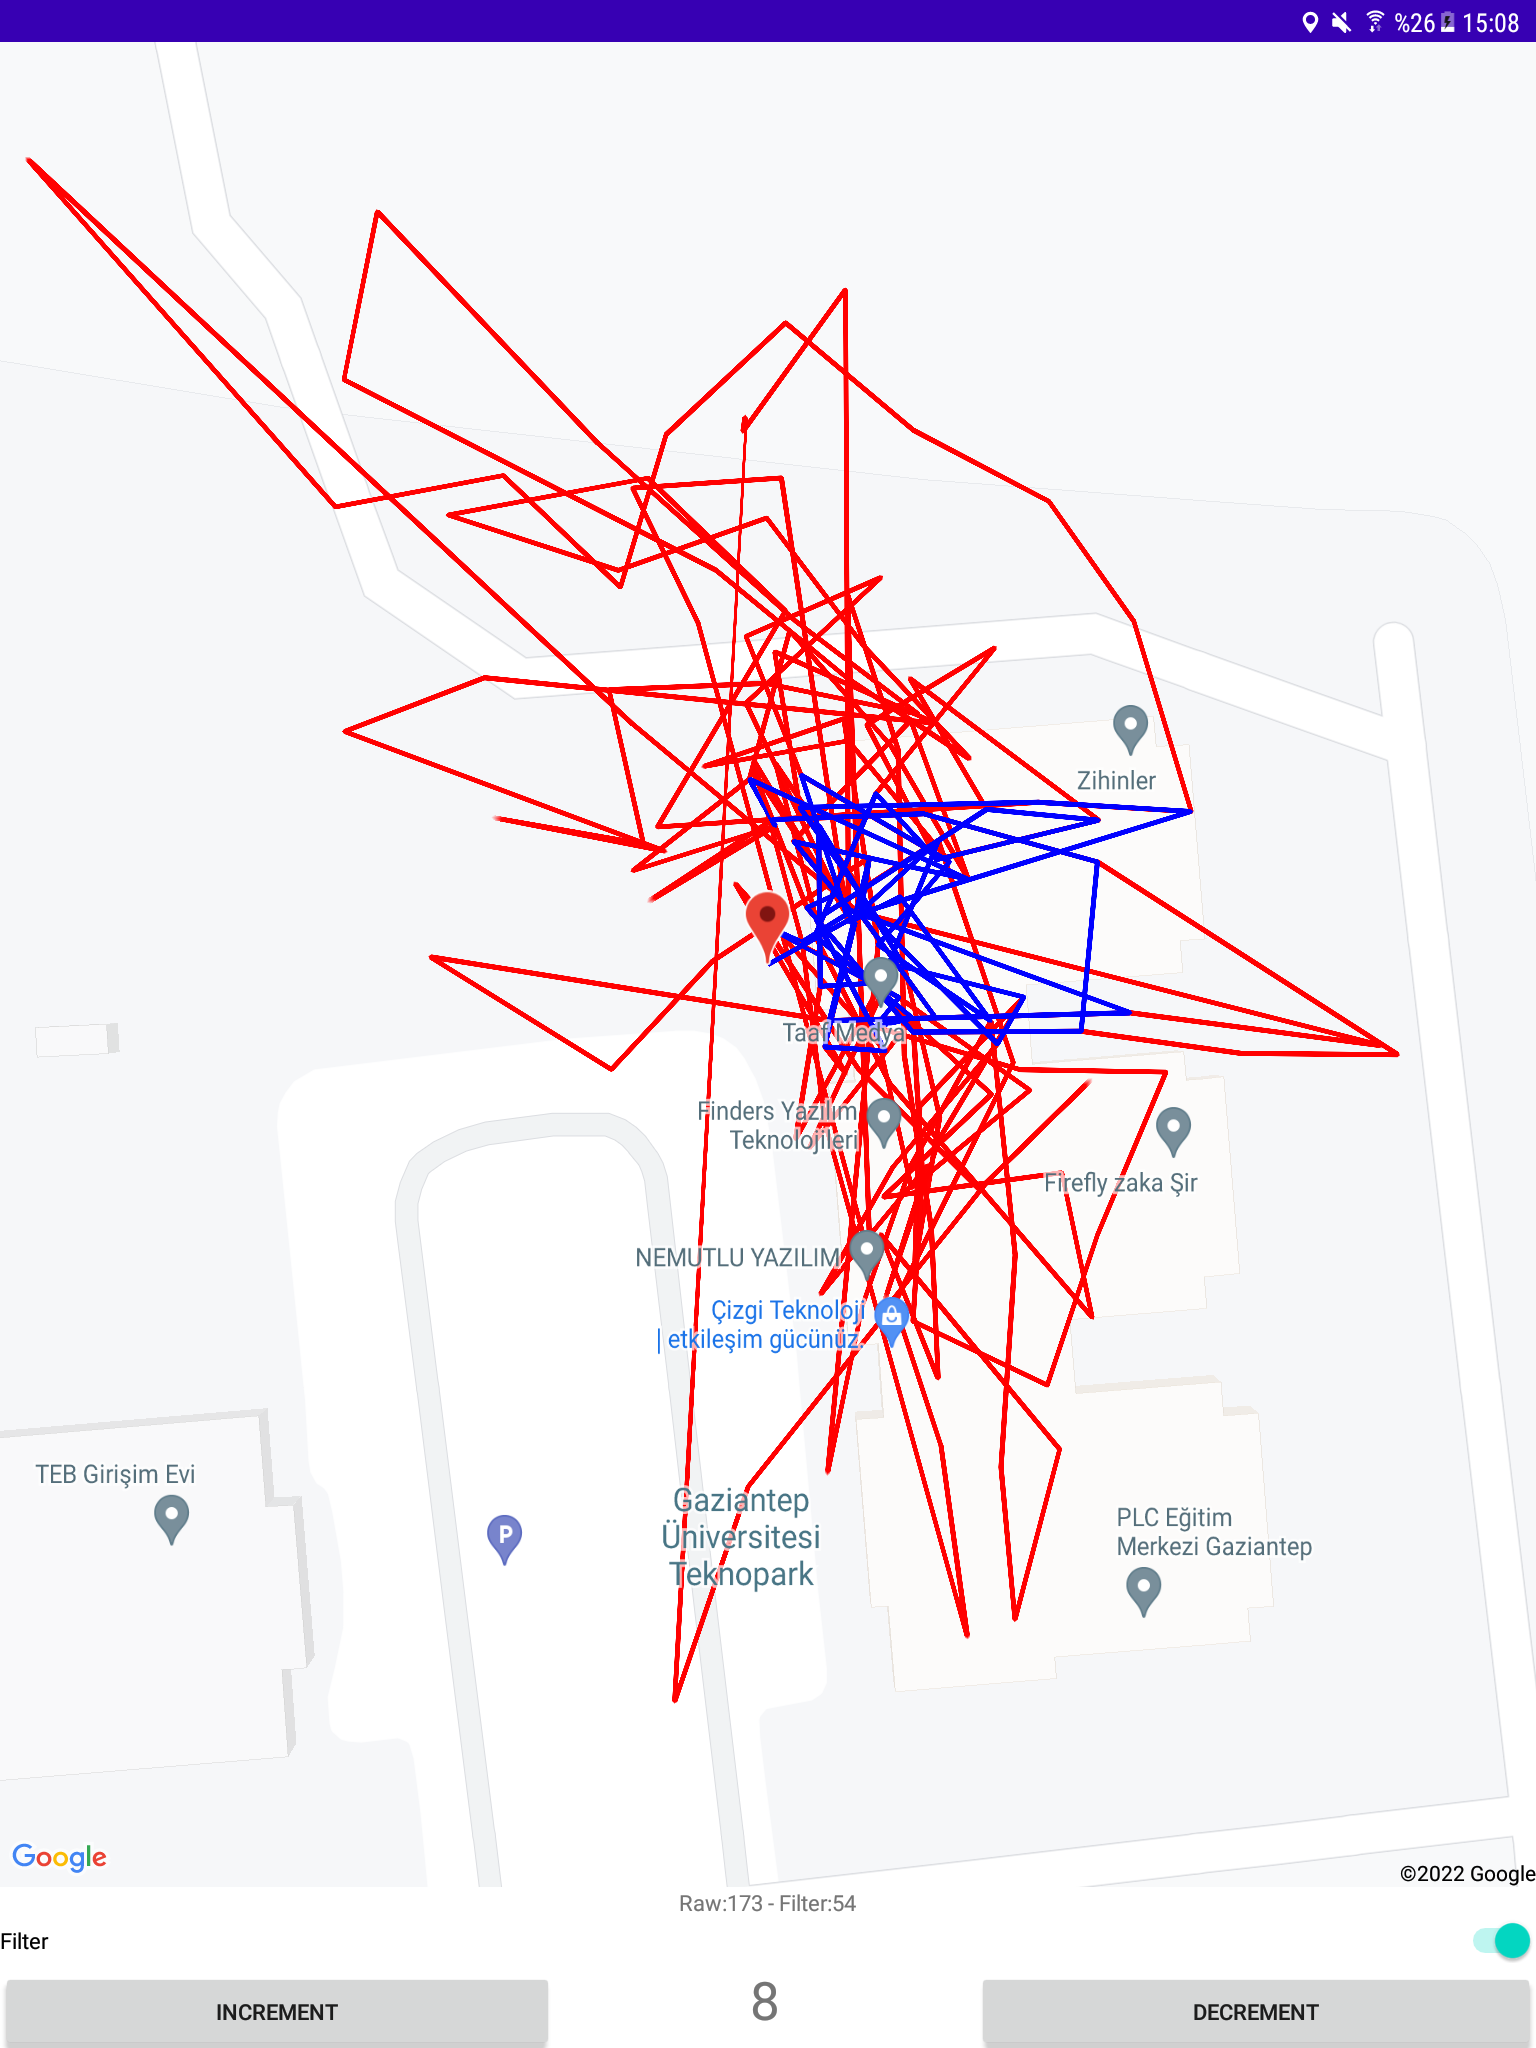 %26 15:08
Zihinler
Taaf Medya
Finders Yazılım
Teknolojileri
Firefly zaka Şir
NEMUTLU YAZILIM
Çizgi Teknoloji
| etkileşim gücünüz.
TEB Girişim Evi
P
Gaziantep
Üniversitesi
Teknopark
PLC Eğitim
Merkezi Gaziantep
Google
©2022 Google
Raw:173 - Filter:54
Filter
INCREMENT
8
DECREMENT